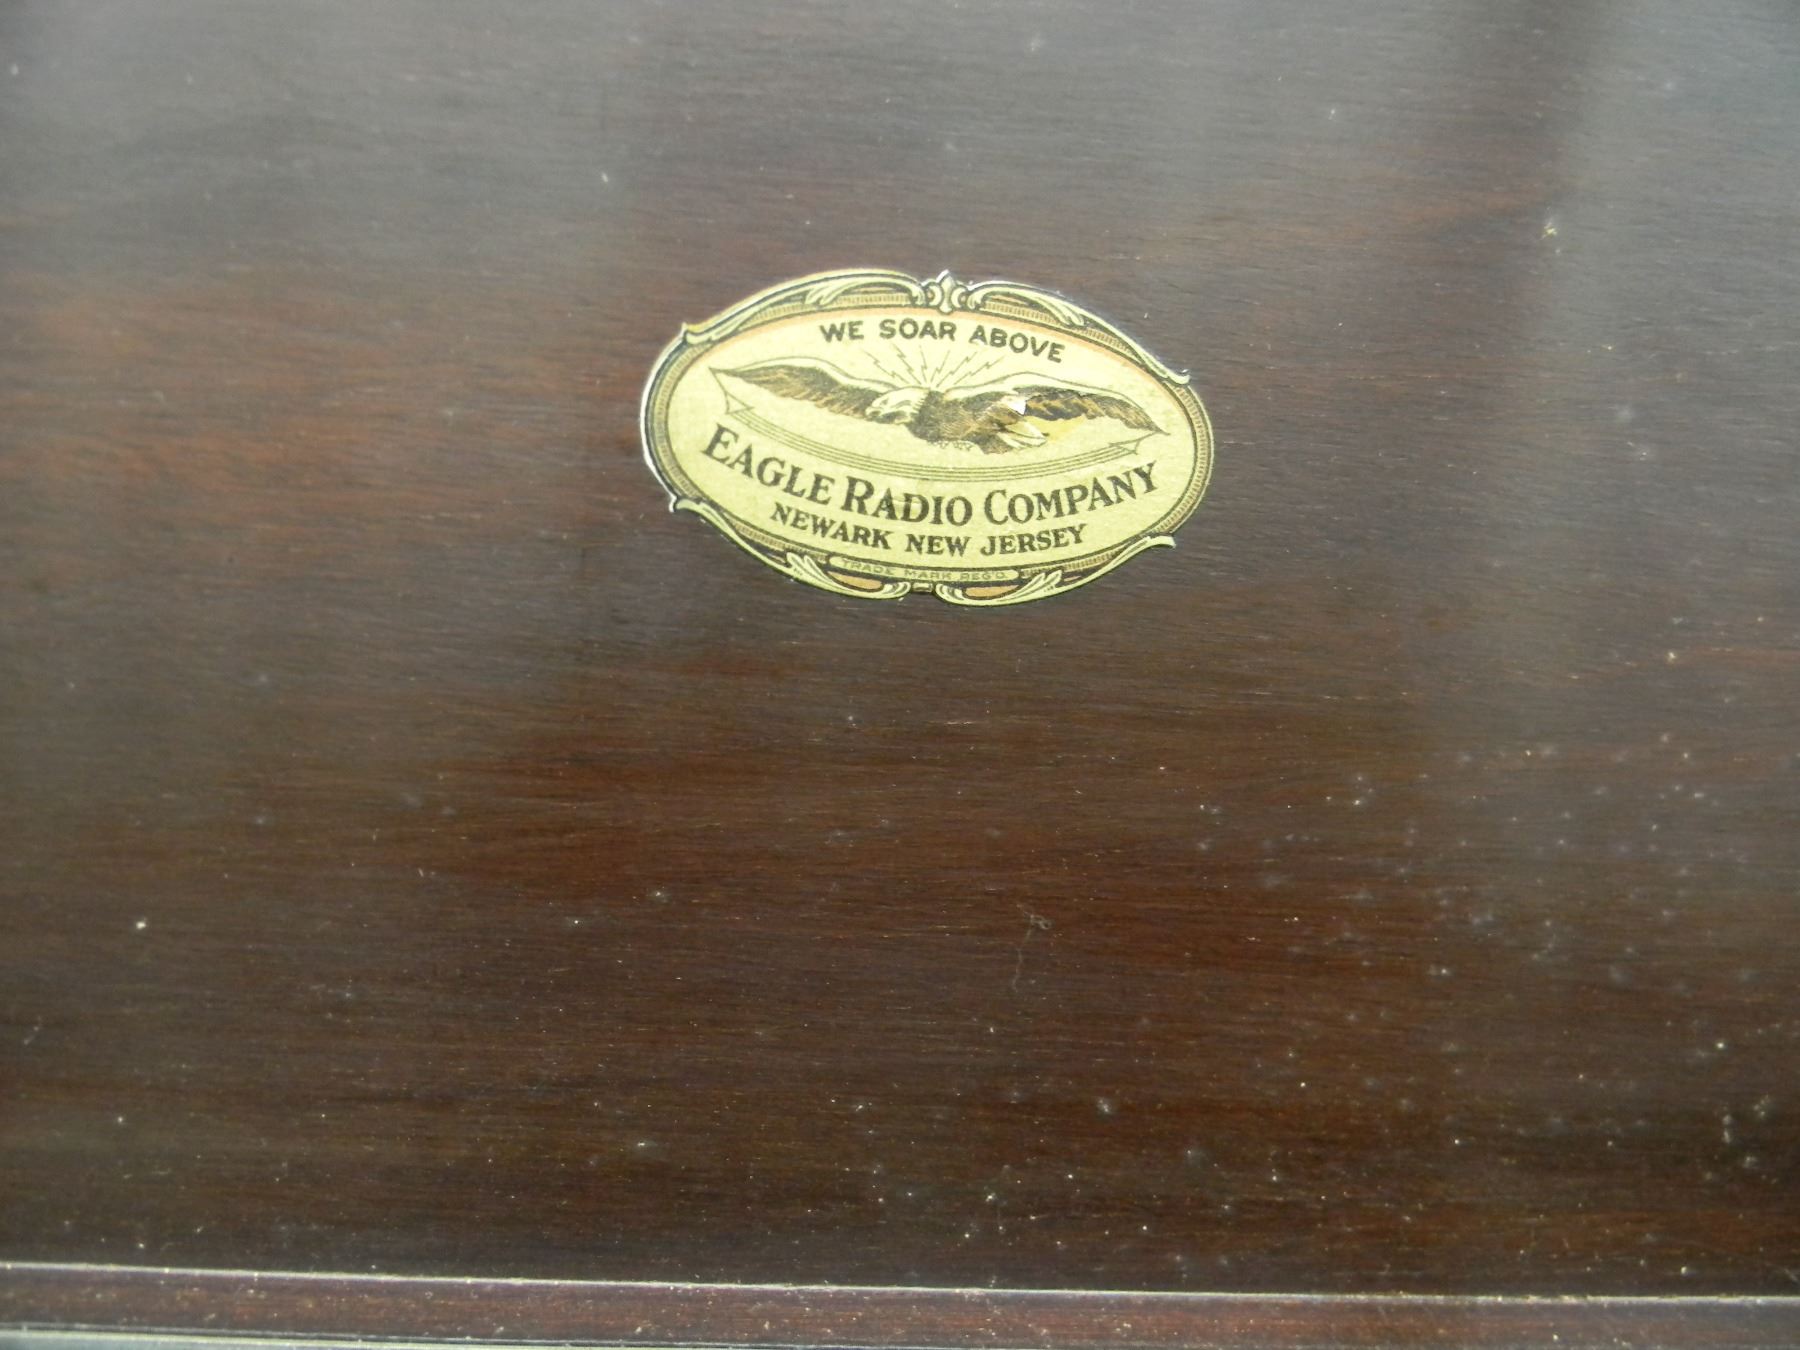 WE SOAR ABOVE
EAGLE RADIO COMPANY
NEWARK NEW JERSEY
TRADE MARK REG'D.